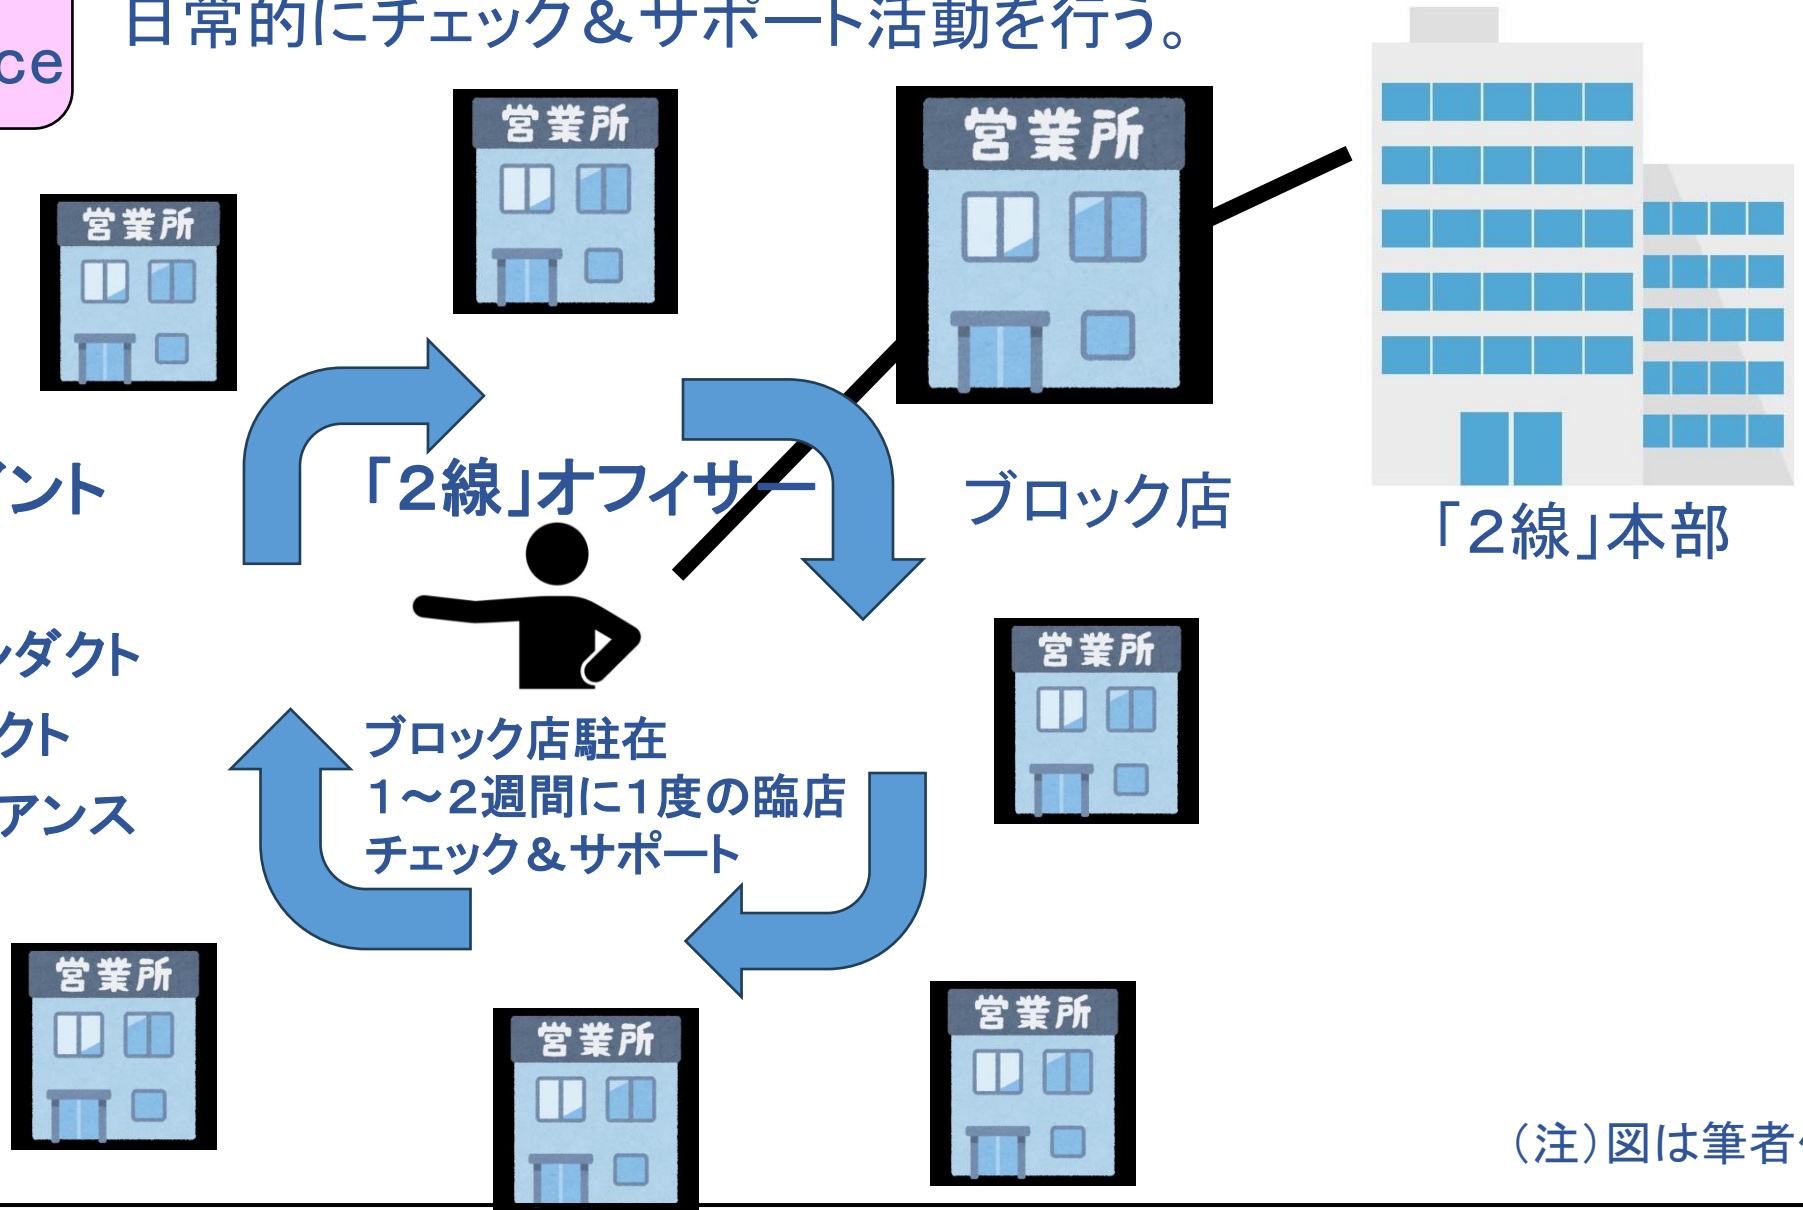 日常的にチェック＆サポート活動を行う。
ce
営業所
営業所
営業所
イント
「２線」オフィサー
ブロック店
「２線」本部
ンダクト
クト
アンス
営業所
ブロック店駐在
１～２週間に１度の臨店
チェック＆サポート
営業所
営業所
営業所
（注）図は筆者